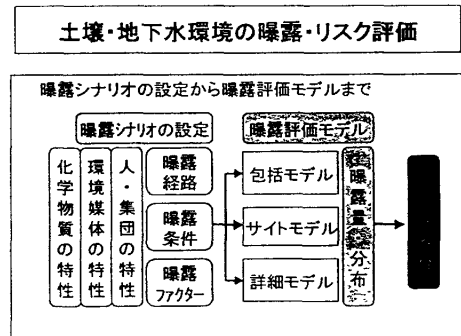 土壌・地下水環境の曝露・リスク評価
曝露シナリオの設定から曝露評価モデルまで
曝露シナリオの設定
曝露評価モデル
化学物質の特性
環境媒体の特性
人・集団の特性
曝露
経路
曝露
条件
曝露
ファクター
包括モデル
サイトモデル
詳細モデル
曝露量
分布